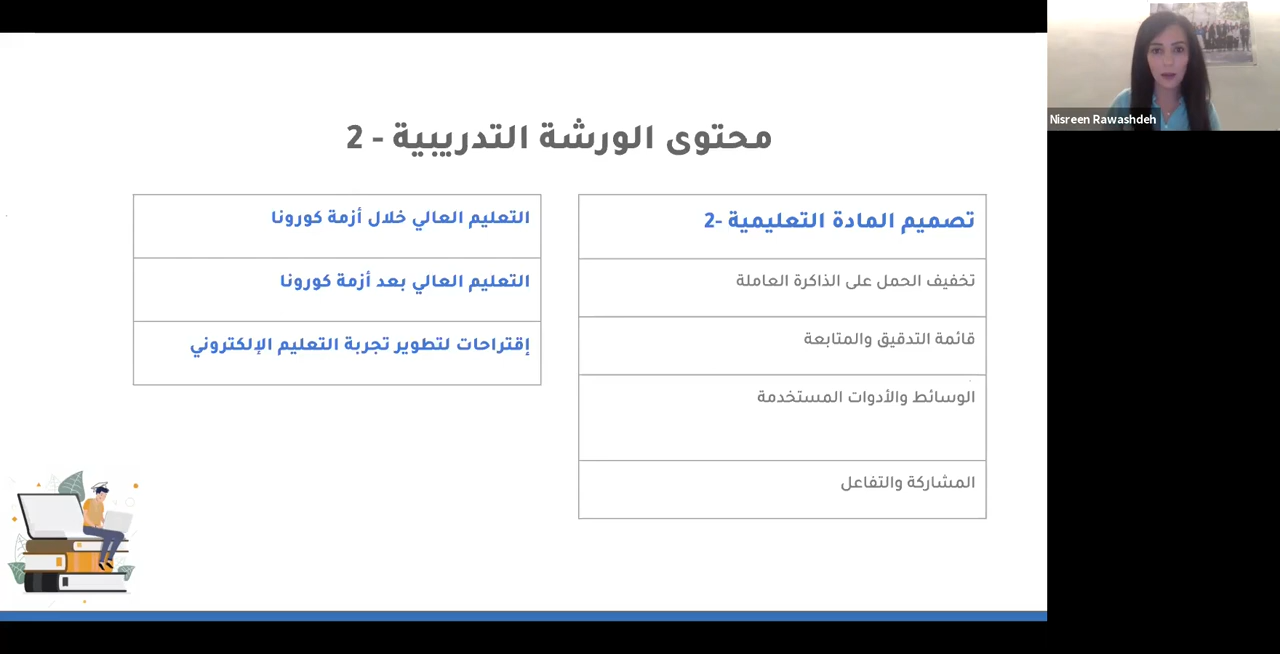 محتوى الورشة التدريبية - 2
تصميم المادة التعليمية -2
تخفيف الحمل على الذاكرة العاملة
قائمة التدقيق والمتابعة
الوسائط والأدوات المستخدمة
المشاركة والتفاعل
التعليم العالي خلال أزمة كورونا
التعليم العالي بعد أزمة كورونا
إقتراحات لتطوير تجربة التعليم الإلكتروني
Nisreen Rawashdeh